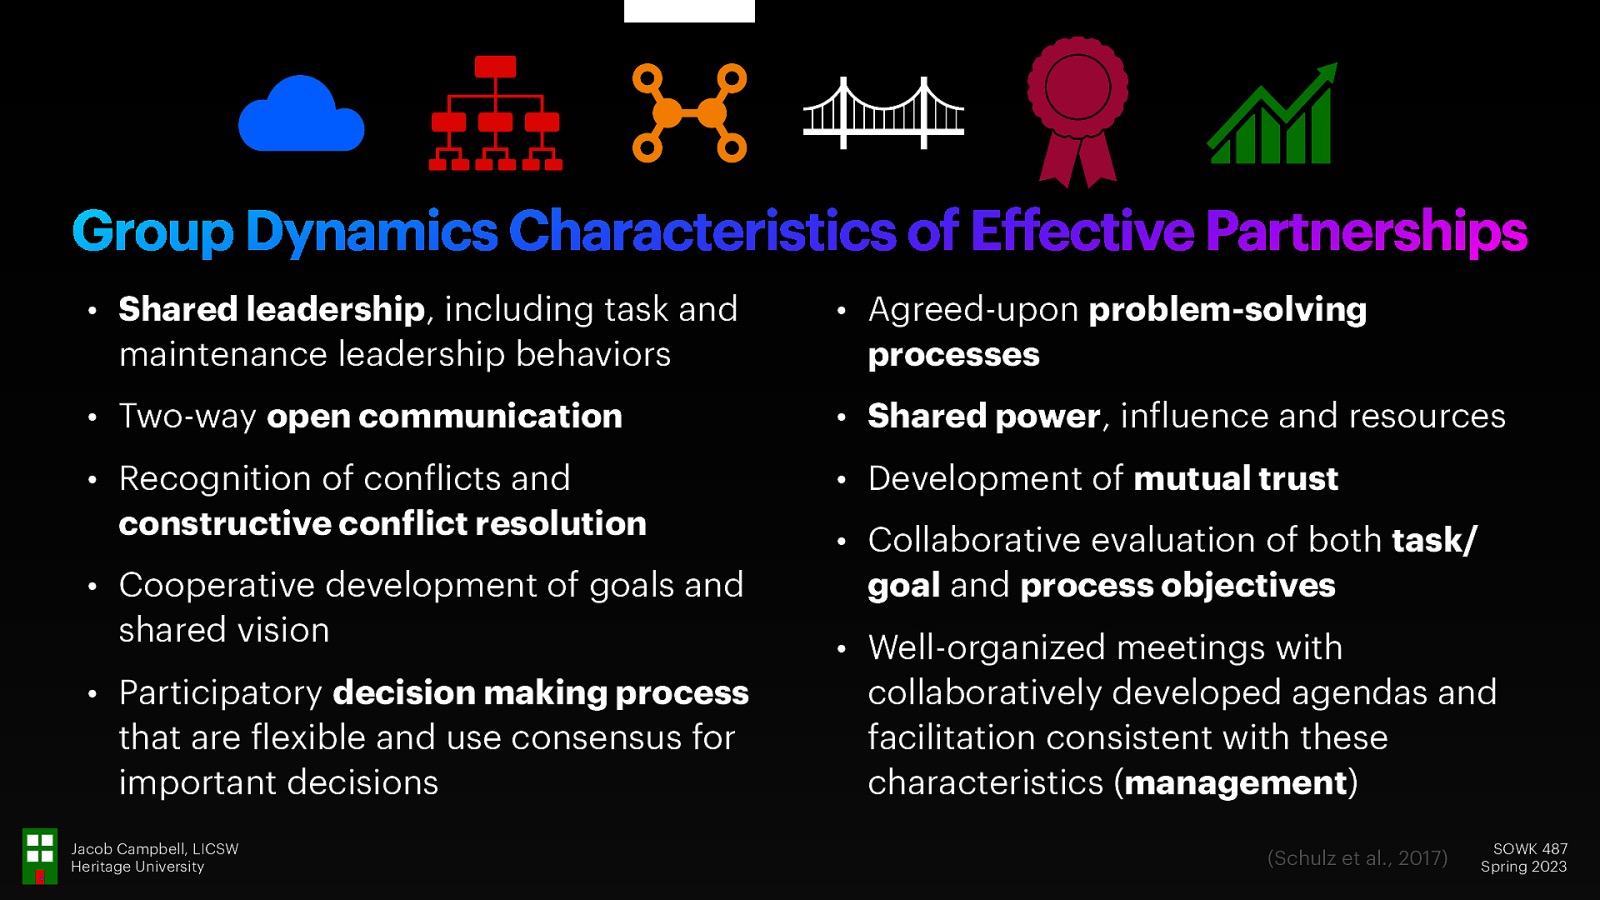 Group Dynamics Characteristics of Effective Partnerships
• Shared leadership, including task and
maintenance leadership behaviors
• Two-way open communication
• Recognition of conflicts and
constructive conflict resolution
• Cooperative development of goals and
shared vision
• Participatory decision making process
that are flexible and use consensus for
important decisions
• Agreed-upon problem-solving
processes
• Shared power, influence and resources
• Development of mutual trust
• Collaborative evaluation of both task/
goal and process objectives
• Well-organized meetings with
collaboratively developed agendas and
facilitation consistent with these
characteristics (management)
Jacob Campbell, LICSW
Heritage University
(Schulz et al., 2017)
SOWK 487
Spring 2023